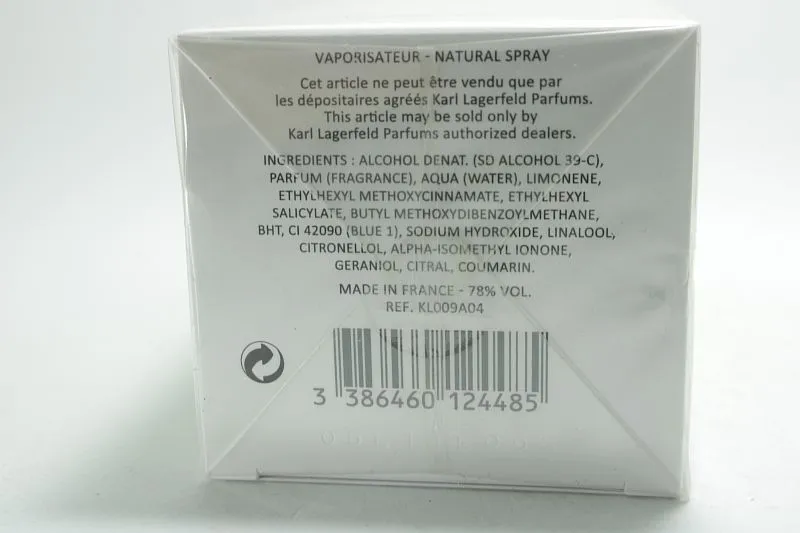 VAPORISATEUR - NATURAL SPRAY
Cet article ne peut être vendu que par
les dépositaires agréés Karl Lagerfeld Parfums.
This article may be sold only by
Karl Lagerfeld Parfums authorized dealers.
INGREDIENTS : ALCOHOL DENAT. (SD ALCOHOL 39-C),
PARFUM (FRAGRANCE), AQUA (WATER), LIMONENE,
ETHYLHEXYL METHOXYCINNAMATE, ETHYLHEXYL
SALICYLATE, BUTYL METHOXYDIBENZOYLMETHANE,
BHT, CI 42090 (BLUE 1), SODIUM HYDROXIDE, LINALOOL,
CITRONELLOL, ALPHA-ISOMETHYL IONONE,
GERANIOL, CITRAL, COUMARIN.
MADE IN FRANCE - 78% VOL.
REF. KL009A04
3 386460 124485